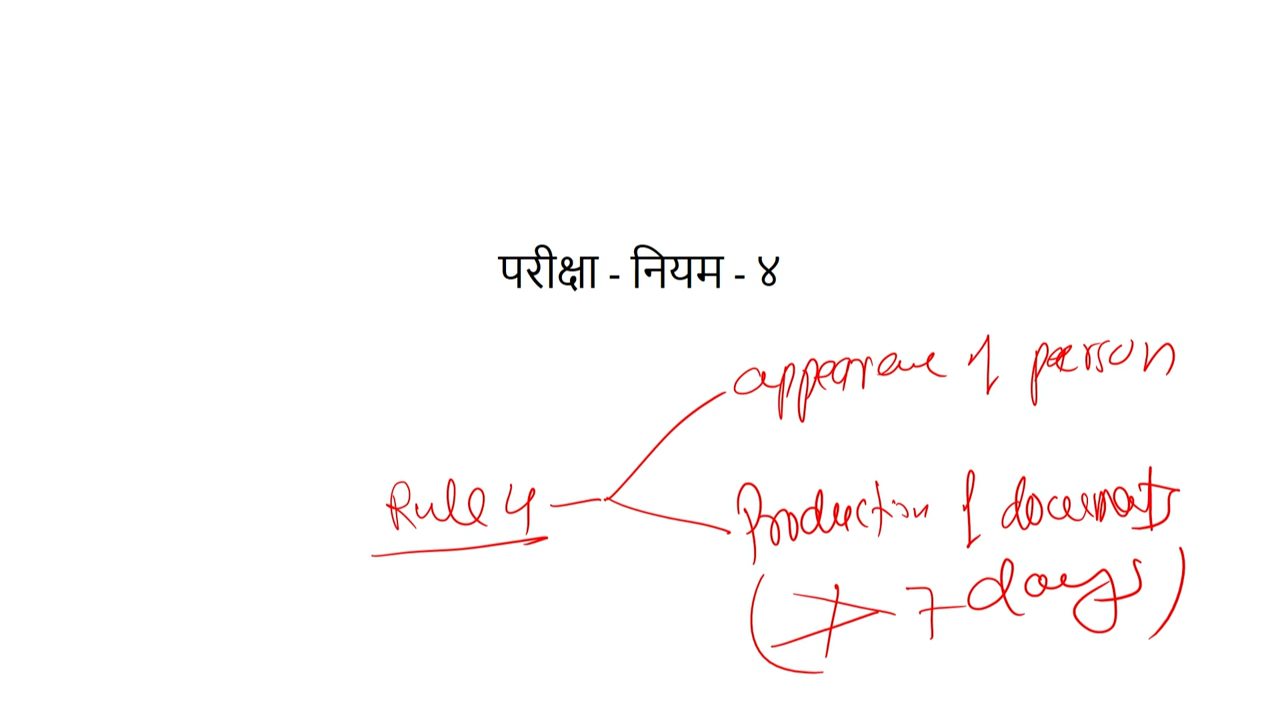 परीक्षा - नियम - ४
appearance of person
Rule 4
Production of documents
(≯ 7 days)